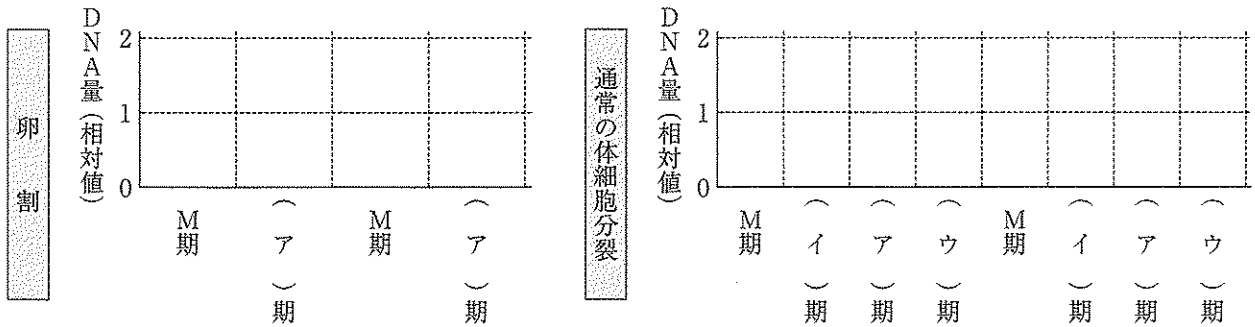 卵割
DNA量(相対値)
2
1
0
M期
(ア)期
M期
(ア)期
通常の体細胞分裂
DNA量(相対値)
2
1
0
M期
(イ)期
(ア)期
(ウ)期
M期
(イ)期
(ア)期
(ウ)期